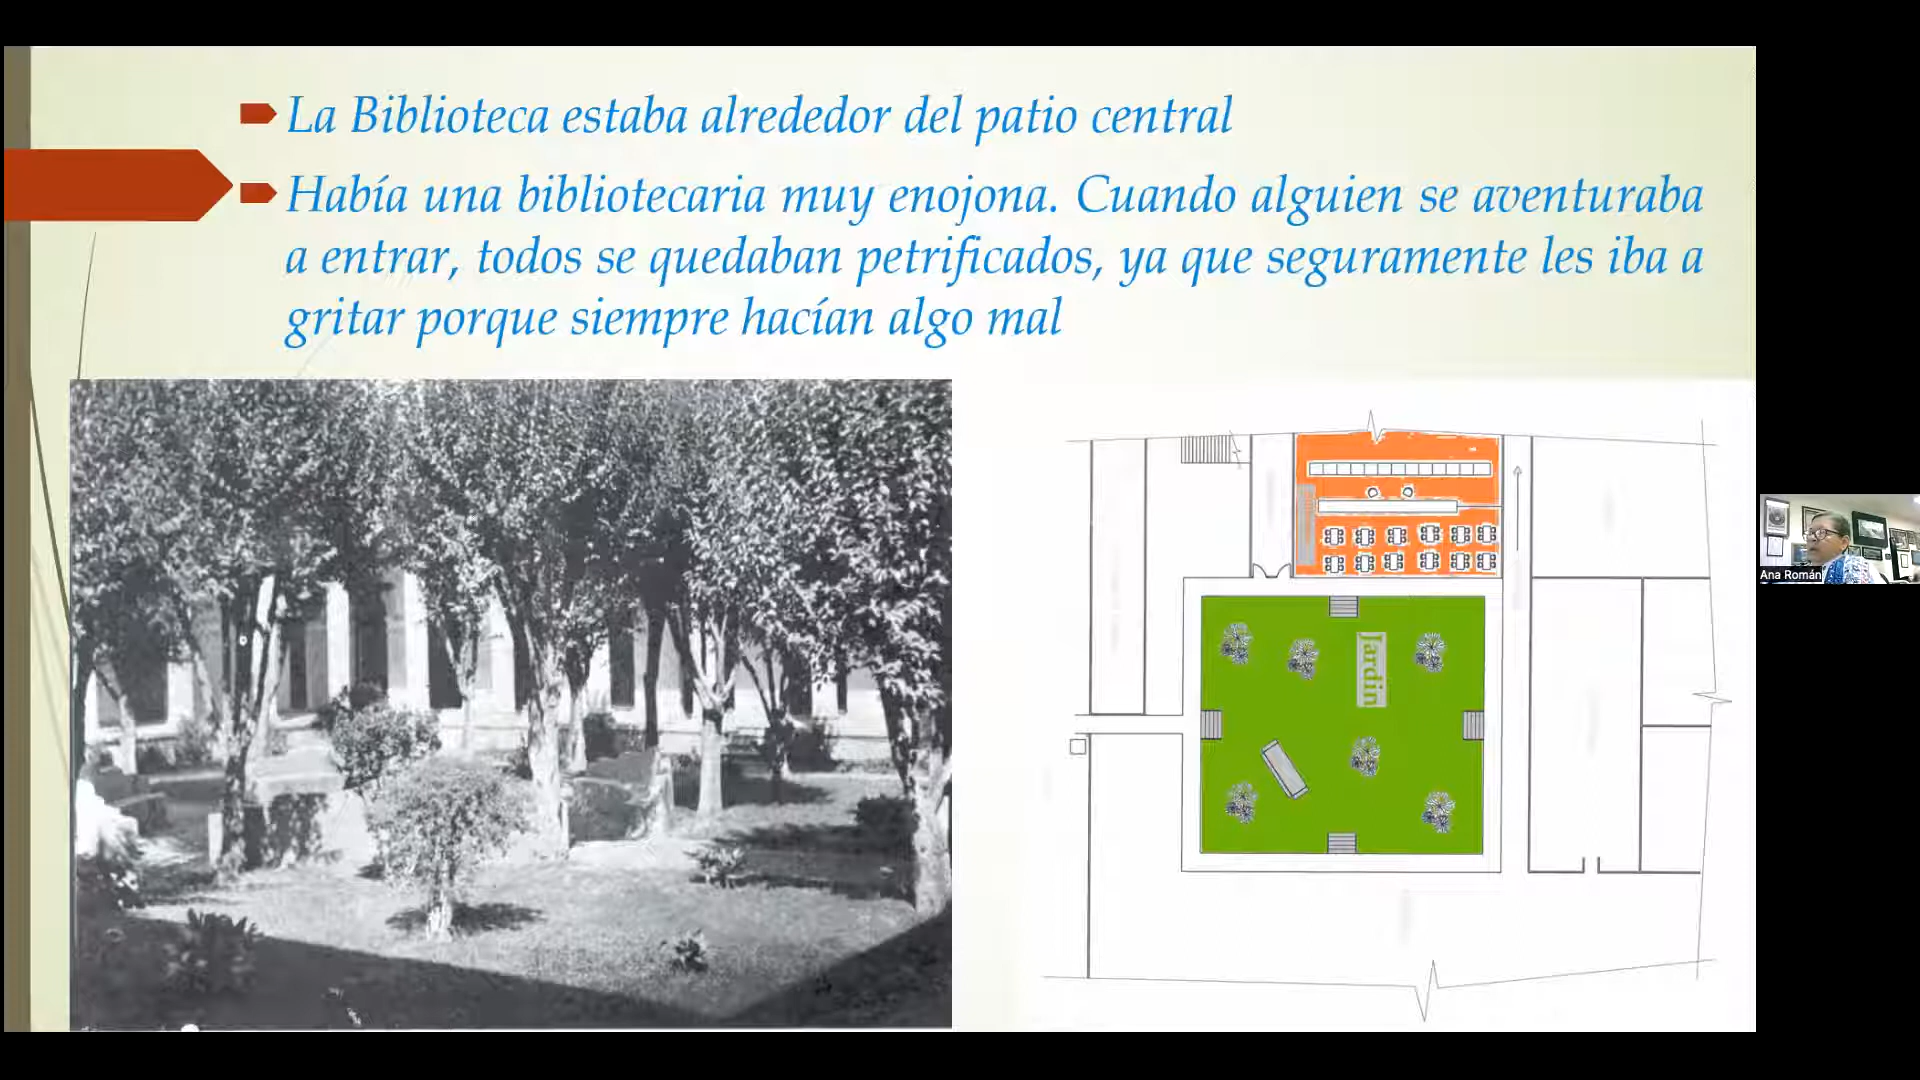 La Biblioteca estaba alrededor del patio central
Había una bibliotecaria muy enojona. Cuando alguien se aventuraba
a entrar, todos se quedaban petrificados, ya que seguramente les iba a
gritar porque siempre hacían algo mal
Jardin
Ana Román